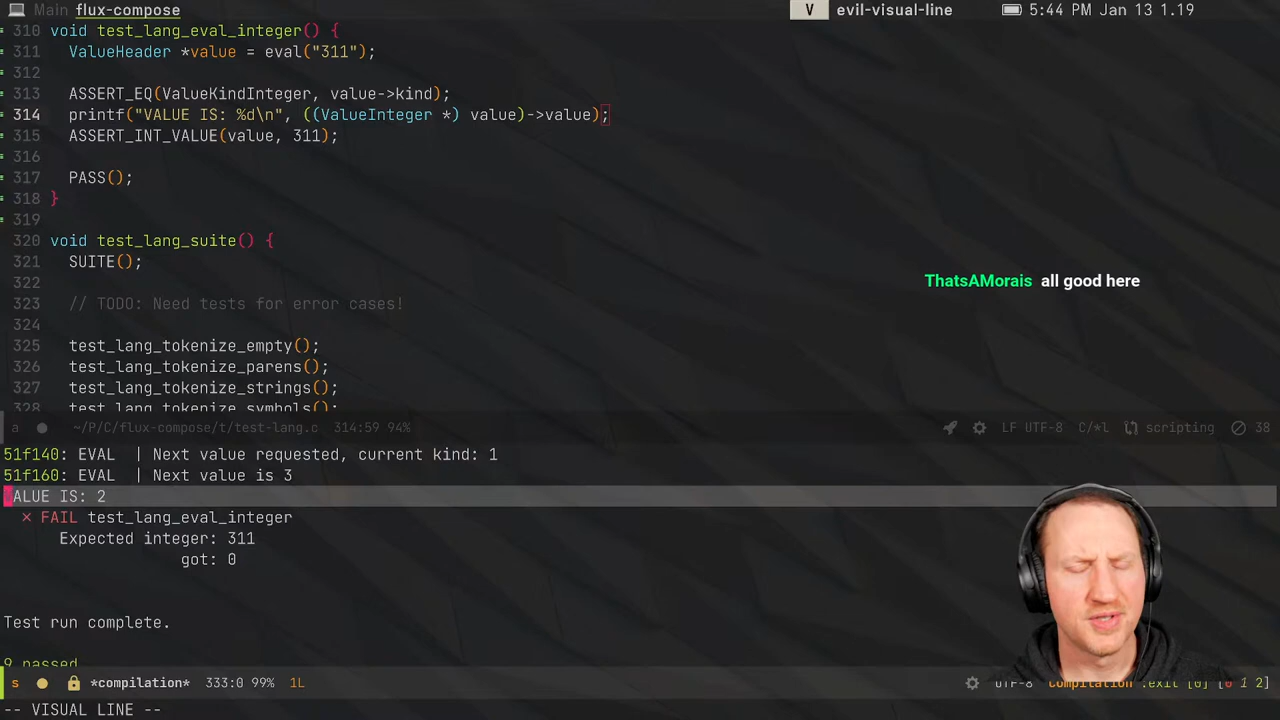 Main flux-compose V evil-visual-line 5:44 PM Jan 13 1.19
310 void test_lang_eval_integer() {
311 ValueHeader *value = eval("311");
312
313 ASSERT_EQ(ValueKindInteger, value->kind);
314 printf("VALUE IS: %d\n", ((ValueInteger *) value)->value);
315 ASSERT_INT_VALUE(value, 311);
316
317 PASS();
318 }
319
320 void test_lang_suite() {
321 SUITE();
322
ThatsAMorais all good here
323 // TODO: Need tests for error cases!
324
325 test_lang_tokenize_empty();
326 test_lang_tokenize_parens();
327 test_lang_tokenize_strings();
328 test_lang_tokenize_symbols();
a ~/P/C/flux-compose/t/test-lang.c 314:59 94% LF UTF-8 C/*l scripting 38
51f140: EVAL | Next value requested, current kind: 1
51f160: EVAL | Next value is 3
VALUE IS: 2
× FAIL test_lang_eval_integer
Expected integer: 311
got: 0
Test run complete.
9 passed
s *compilation* 333:0 99% 1L UTF-8 Compilation :exit [0] [0 1 2]
-- VISUAL LINE --